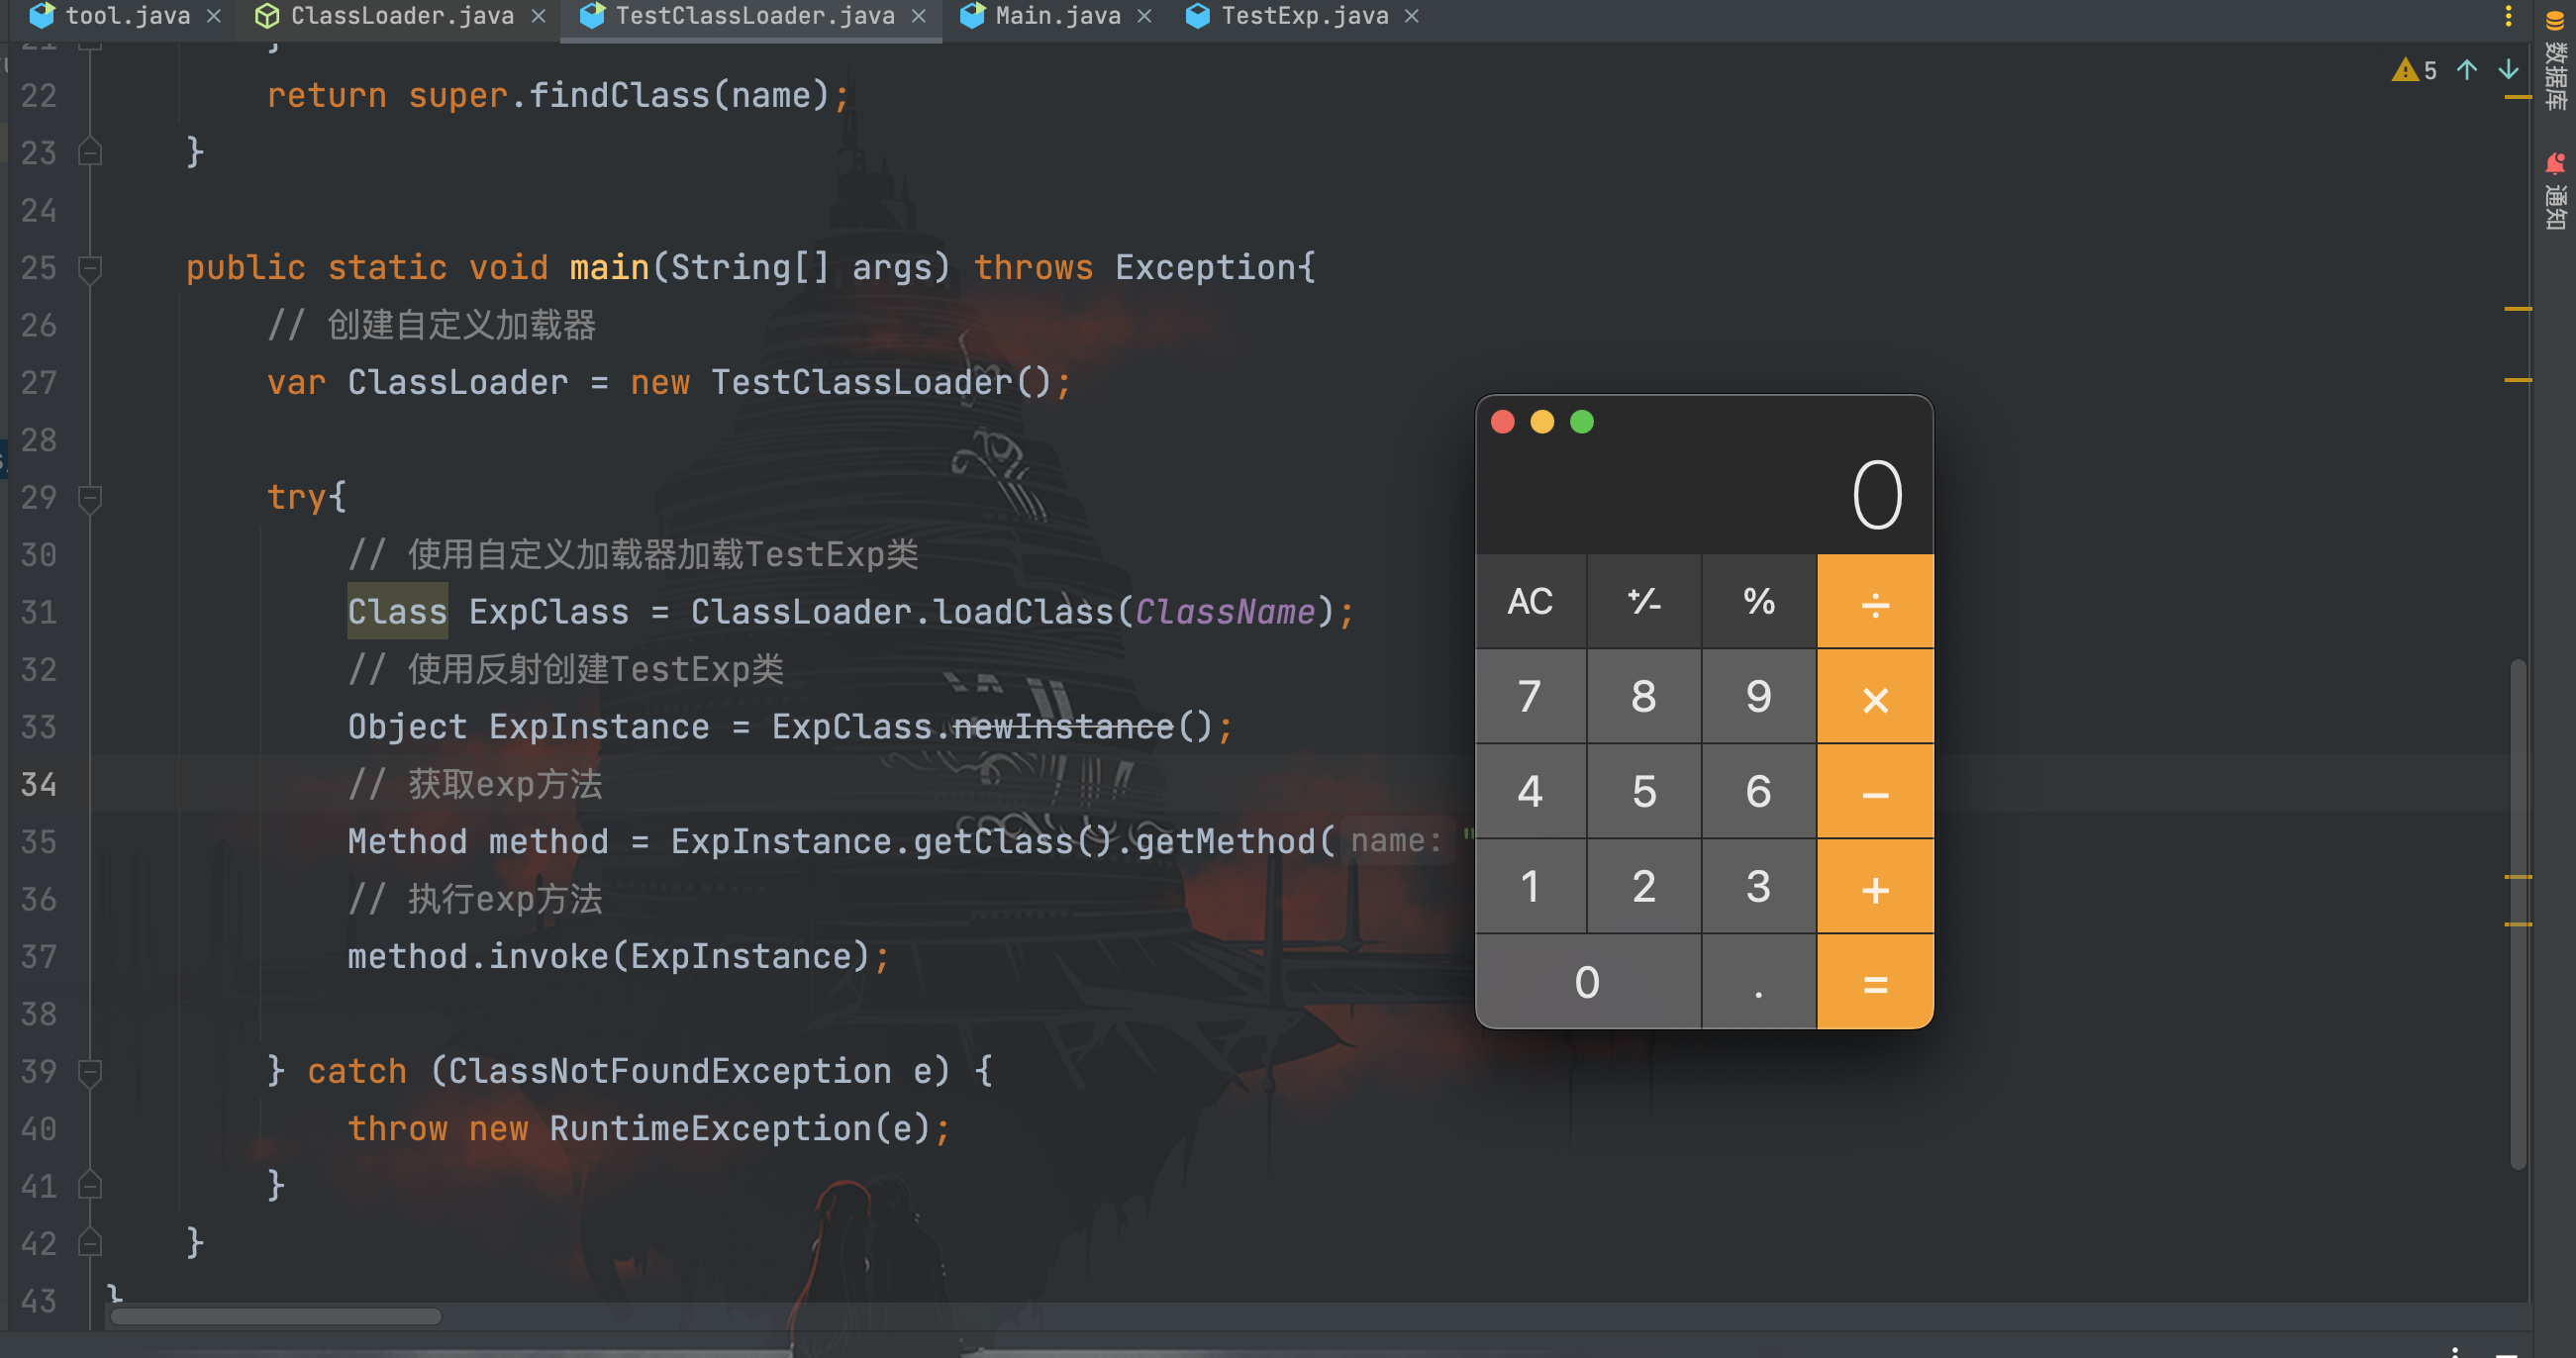 tool.java ClassLoader.java TestClassLoader.java Main.java TestExp.java
5
数据库
通知
21 }
22 return super.findClass(name);
23 }
24
25 public static void main(String[] args) throws Exception{
26 // 创建自定义加载器
27 var ClassLoader = new TestClassLoader();
28
29 try{
30 // 使用自定义加载器加载TestExp类
31 Class ExpClass = ClassLoader.loadClass(ClassName);
32 // 使用反射创建TestExp类
33 Object ExpInstance = ExpClass.newInstance();
34 // 获取exp方法
35 Method method = ExpInstance.getClass().getMethod( name: "
36 // 执行exp方法
37 method.invoke(ExpInstance);
38
39 } catch (ClassNotFoundException e) {
40 throw new RuntimeException(e);
41 }
42 }
43 }
0
AC +⁄- % ÷
7 8 9 ×
4 5 6 −
1 2 3 +
0 . =